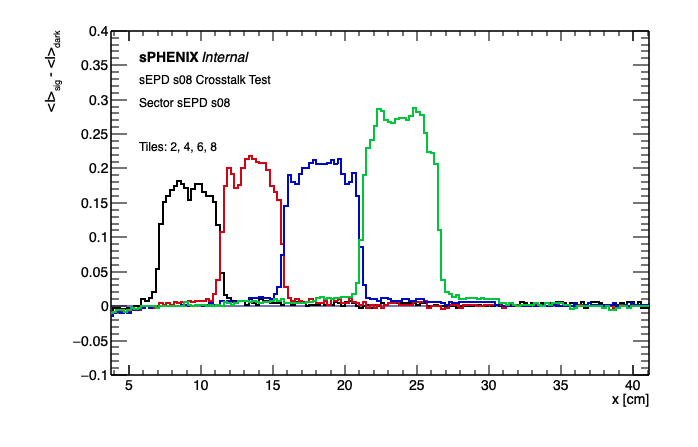 <I>sig - <I>dark
0.4
0.35
0.3
0.25
0.2
0.15
0.1
0.05
0
−0.05
−0.1
sPHENIX Internal
sEPD s08 Crosstalk Test
Sector sEPD s08
Tiles: 2, 4, 6, 8
5 10 15 20 25 30 35 40
x [cm]